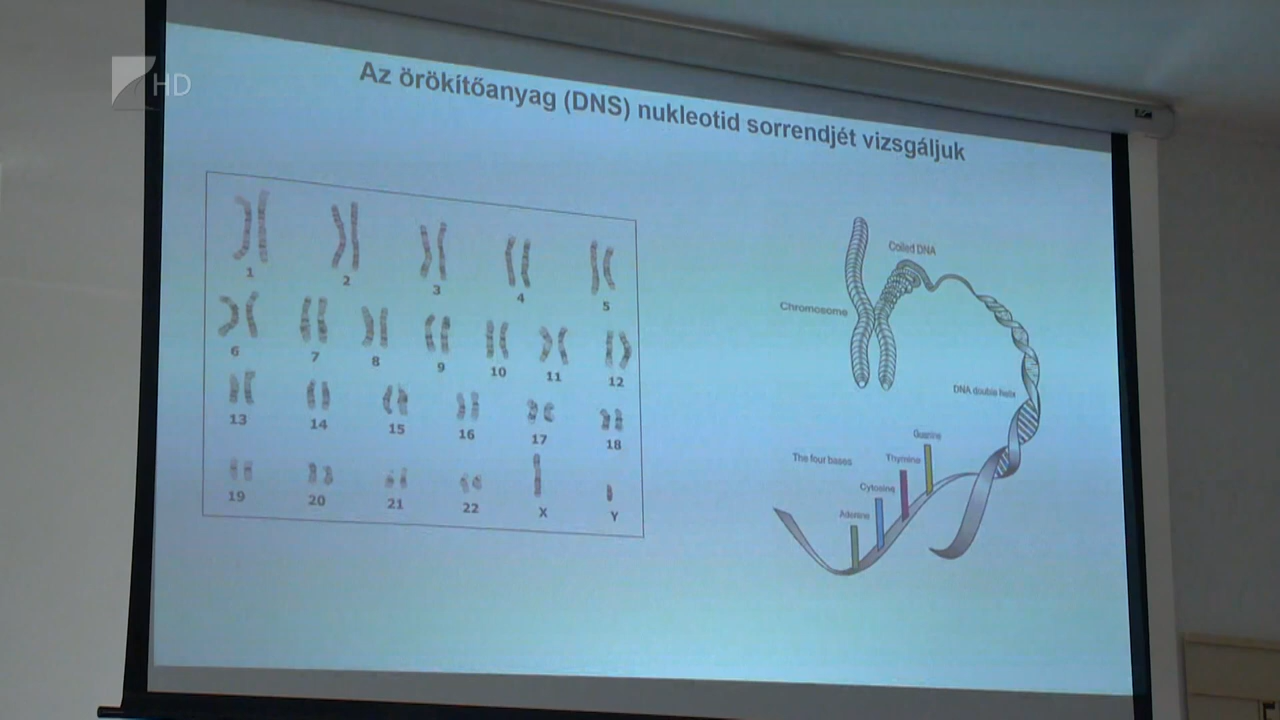 HD
Az örökítőanyag (DNS) nukleotid sorrendjét vizsgáljuk
1 2 3 4 5
6 7 8 9 10 11 12
13 14 15 16 17 18
19 20 21 22 X Y
Coiled DNA
Chromosome
DNA double helix
Guanine
The four bases
Thymine
Cytosine
Adenine